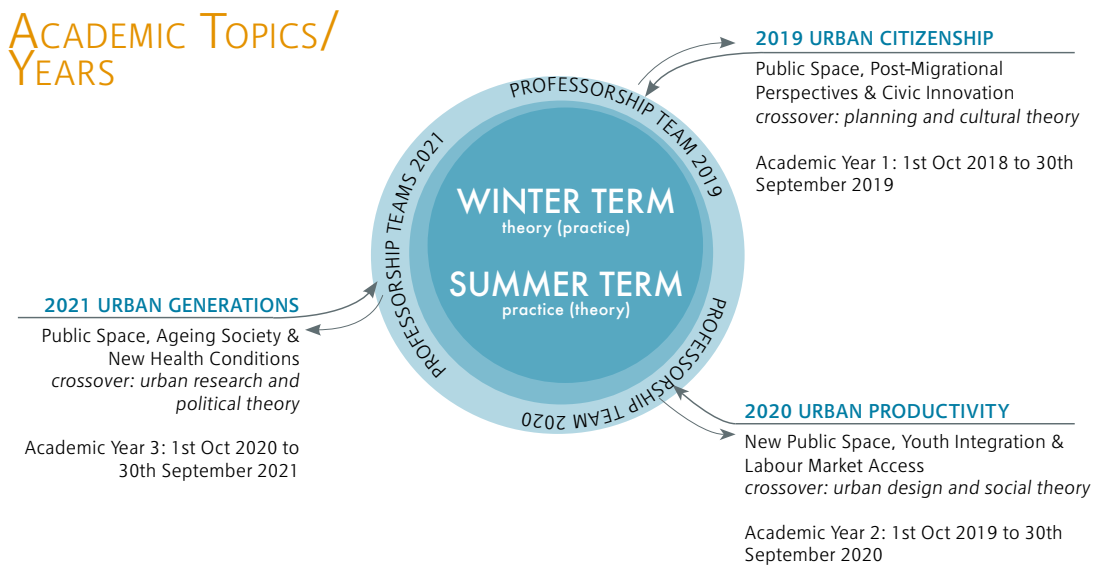 Academic Topics/
Years
2019 URBAN CITIZENSHIP
Public Space, Post-Migrational
Perspectives & Civic Innovation
crossover: planning and cultural theory
Academic Year 1: 1st Oct 2018 to 30th
September 2019
PROFESSORSHIP TEAM 2019
PROFESSORSHIP TEAMS 2021
WINTER TERM
theory (practice)
SUMMER TERM
practice (theory)
PROFESSORSHIP TEAM 2020
2021 URBAN GENERATIONS
Public Space, Ageing Society &
New Health Conditions
crossover: urban research and
political theory
Academic Year 3: 1st Oct 2020 to
30th September 2021
2020 URBAN PRODUCTIVITY
New Public Space, Youth Integration &
Labour Market Access
crossover: urban design and social theory
Academic Year 2: 1st Oct 2019 to 30th
September 2020